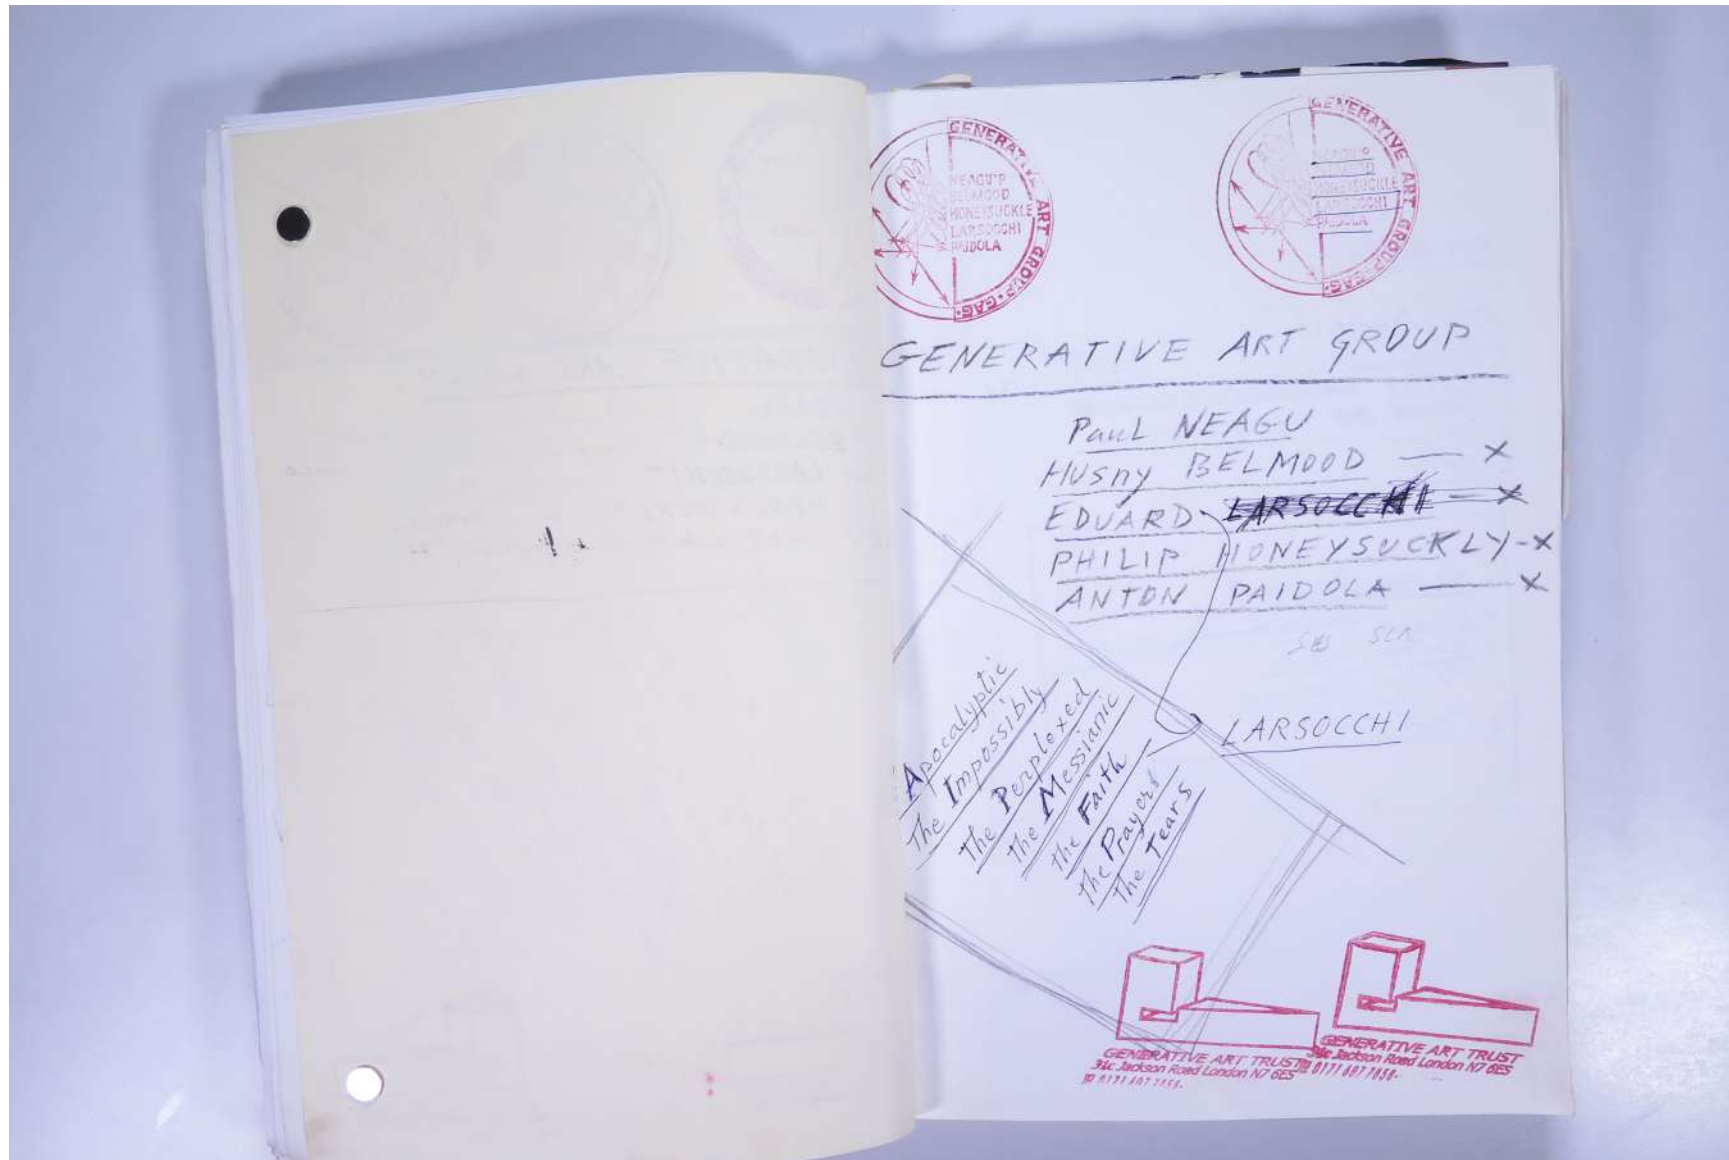 GENERATIVE ART GROUP · GAG ·
NEAGU P
BELMOOD
HONEYSUCKLE
LARSOCCHI
PAIDOLA
GENERATIVE ART GROUP · GAG ·
NEAGU P
HONEYSUCKLE
LARSOCCHI
PAIDOLA
GENERATIVE ART GROUP
Paul NEAGU
Husny BELMOOD — X
EDUARD LARSOCCHI — X
PHILIP HONEYSUCKLY - X
ANTON PAIDOLA — X
LARSOCCHI
Apocalyptic
The Impossibly
The Perplexed
The Messianic
The Faith
The Prayers
The Tears
GENERATIVE ART TRUST
31c Jackson Road London N7 6ES
GENERATIVE ART TRUST
31c Jackson Road London N7 6ES
0171 607 7858.